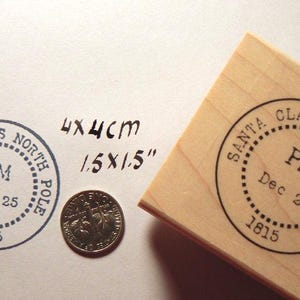 S NORTH POLE
M
25
4x4cm
1.5x1.5"
SANTA CLA
Dec 2
1815